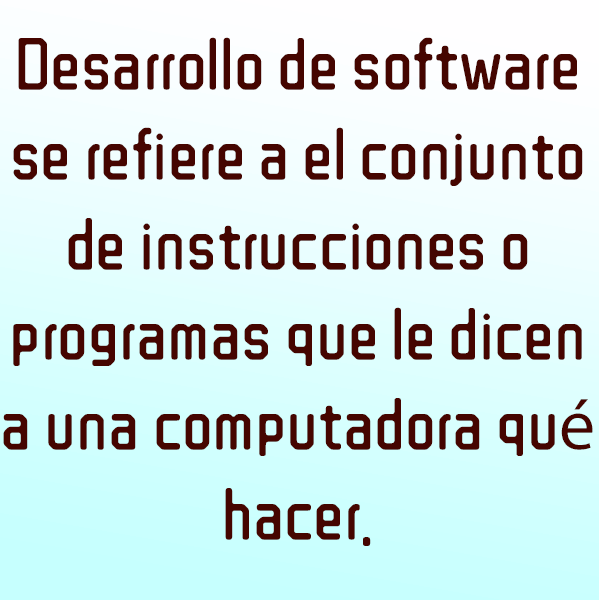 Desarrollo de software
se refiere a el conjunto
de instrucciones o
programas que le dicen
a una computadora qué
hacer.